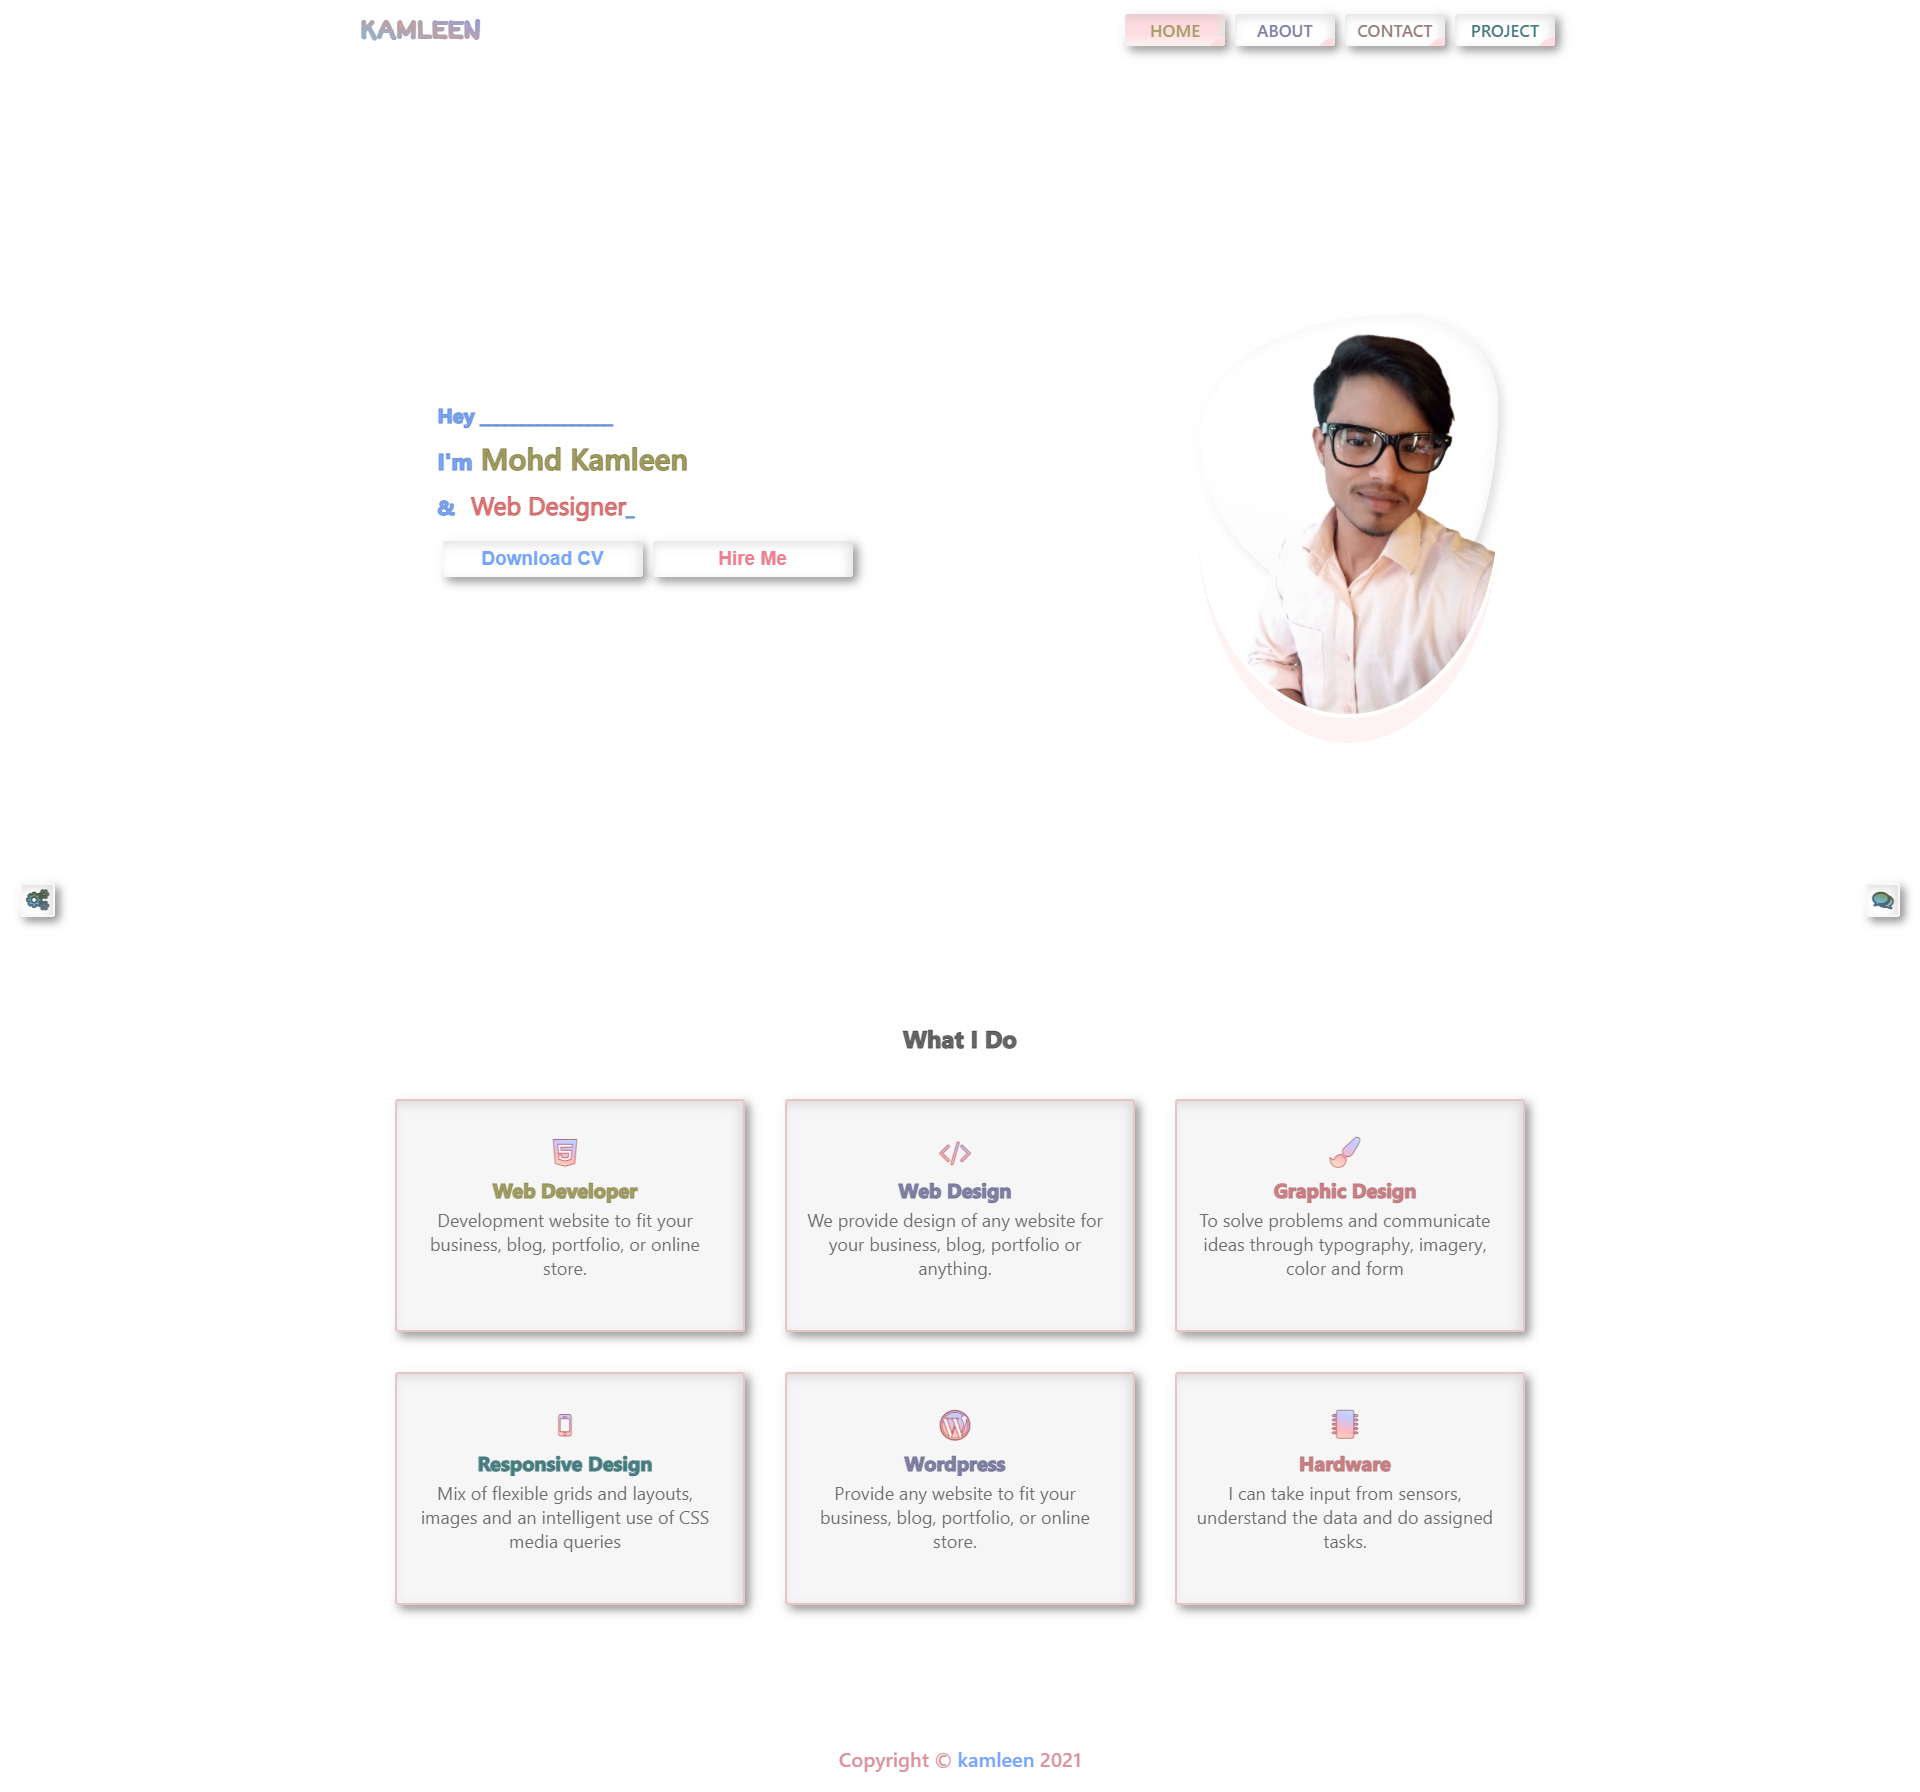 KAMLEEN
HOME
ABOUT
CONTACT
PROJECT
Hey ______________
I'm Mohd Kamleen
& Web Designer_
Download CV
Hire Me
What I Do
Web Developer
Development website to fit your
business, blog, portfolio, or online
store.
Web Design
We provide design of any website for
your business, blog, portfolio or
anything.
Graphic Design
To solve problems and communicate
ideas through typography, imagery,
color and form
Responsive Design
Mix of flexible grids and layouts,
images and an intelligent use of CSS
media queries
Wordpress
Provide any website to fit your
business, blog, portfolio, or online
store.
Hardware
I can take input from sensors,
understand the data and do assigned
tasks.
Copyright © kamleen 2021